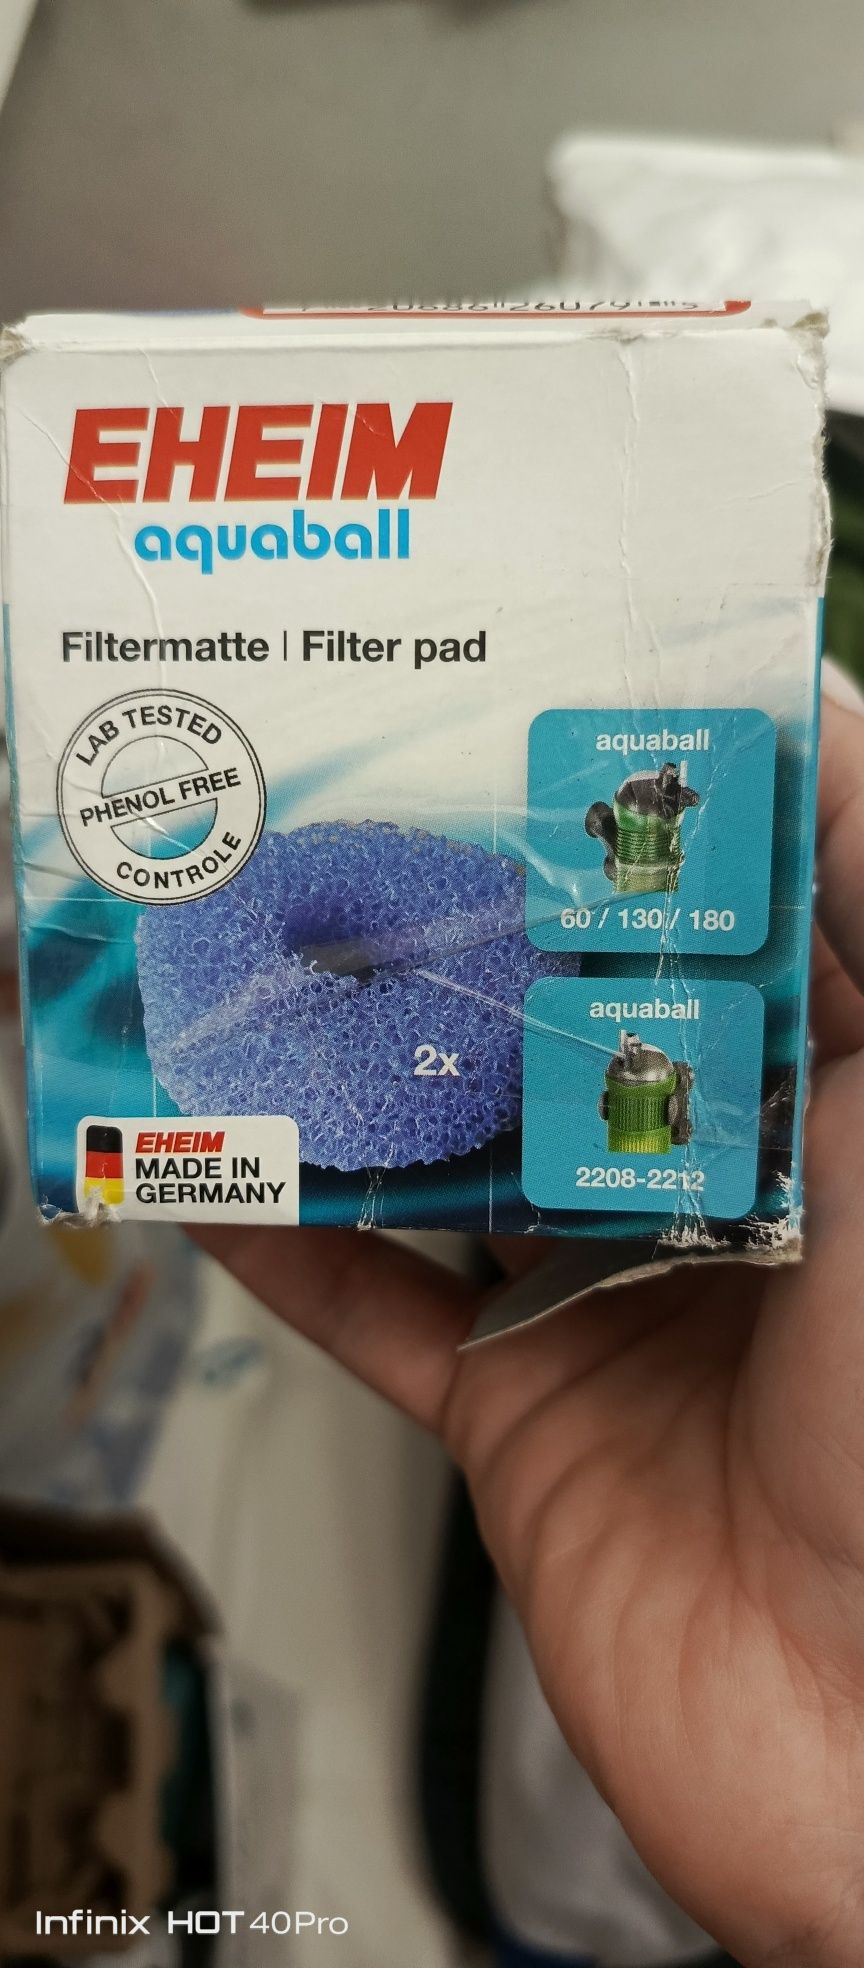 EHEIM
aquaball
Filtermatte | Filter pad
LAB TESTED
PHENOL FREE
CONTROLE
aquaball
60 / 130 / 180
aquaball
2208-2212
2x
EHEIM
MADE IN
GERMANY
Infinix HOT 40Pro